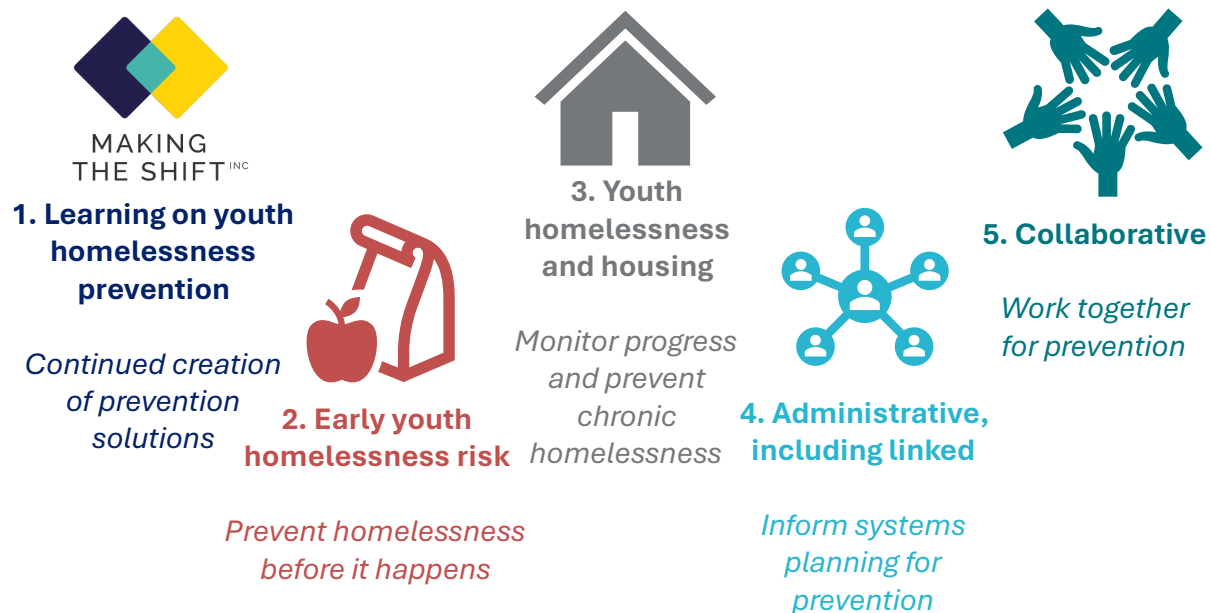 MAKING
THE SHIFT INC
1. Learning on youth
homelessness
prevention
Continued creation
of prevention
solutions
2. Early youth
homelessness risk
Prevent homelessness
before it happens
3. Youth
homelessness
and housing
Monitor progress
and prevent
chronic
homelessness
4. Administrative,
including linked
Inform systems
planning for
prevention
5. Collaborative
Work together
for prevention